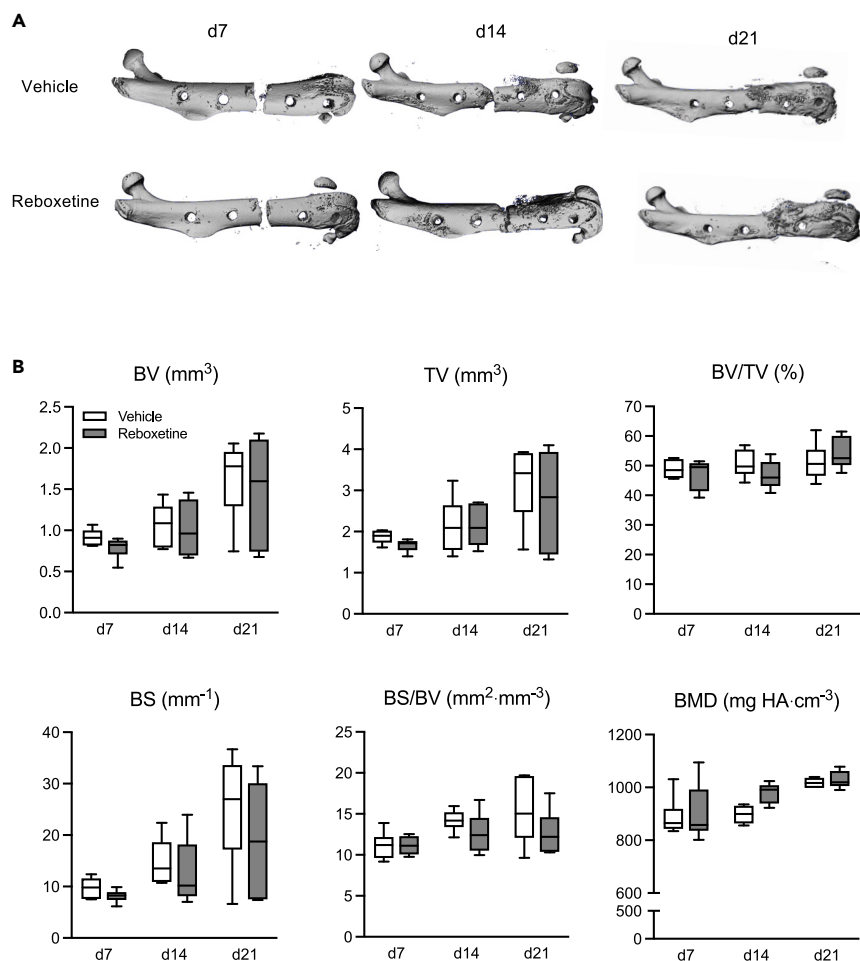 A
d7 d14 d21
Vehicle
Reboxetine
B
BV (mm³) TV (mm³) BV/TV (%)
Vehicle
Reboxetine
2.5
2.0
1.5
1.0
0.5
0.0
d7 d14 d21
5
4
3
2
1
0
d7 d14 d21
70
60
50
40
30
20
10
0
d7 d14 d21
BS (mm⁻¹) BS/BV (mm²·mm⁻³) BMD (mg HA·cm⁻³)
40
30
20
10
0
d7 d14 d21
25
20
15
10
5
0
d7 d14 d21
1200
1000
800
600
500
0
d7 d14 d21